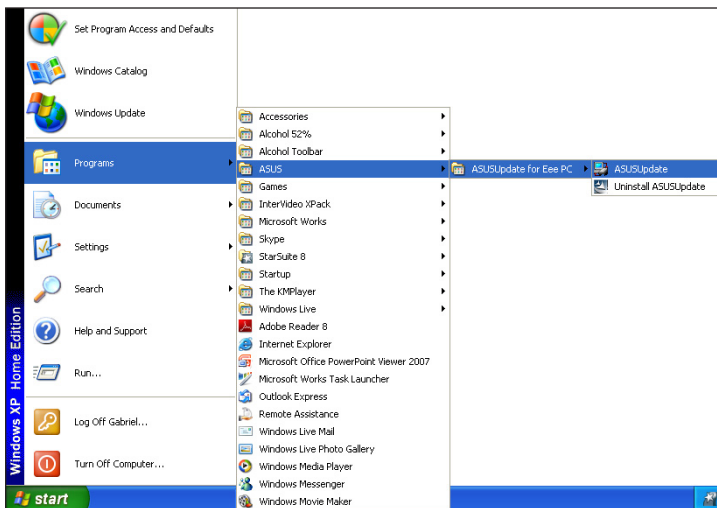 Set Program Access and Defaults
Windows Catalog
Windows Update
Programs
Documents
Settings
Search
Help and Support
Run...
Log Off Gabriel...
Turn Off Computer...
Windows XP Home Edition
Accessories
Alcohol 52%
Alcohol Toolbar
ASUS
Games
InterVideo XPack
Microsoft Works
Skype
StarSuite 8
Startup
The KMPlayer
Windows Live
Adobe Reader 8
Internet Explorer
Microsoft Office PowerPoint Viewer 2007
Microsoft Works Task Launcher
Outlook Express
Remote Assistance
Windows Live Mail
Windows Live Photo Gallery
Windows Media Player
Windows Messenger
Windows Movie Maker
ASUSUpdate for Eee PC
ASUSUpdate
Uninstall ASUSUpdate
start